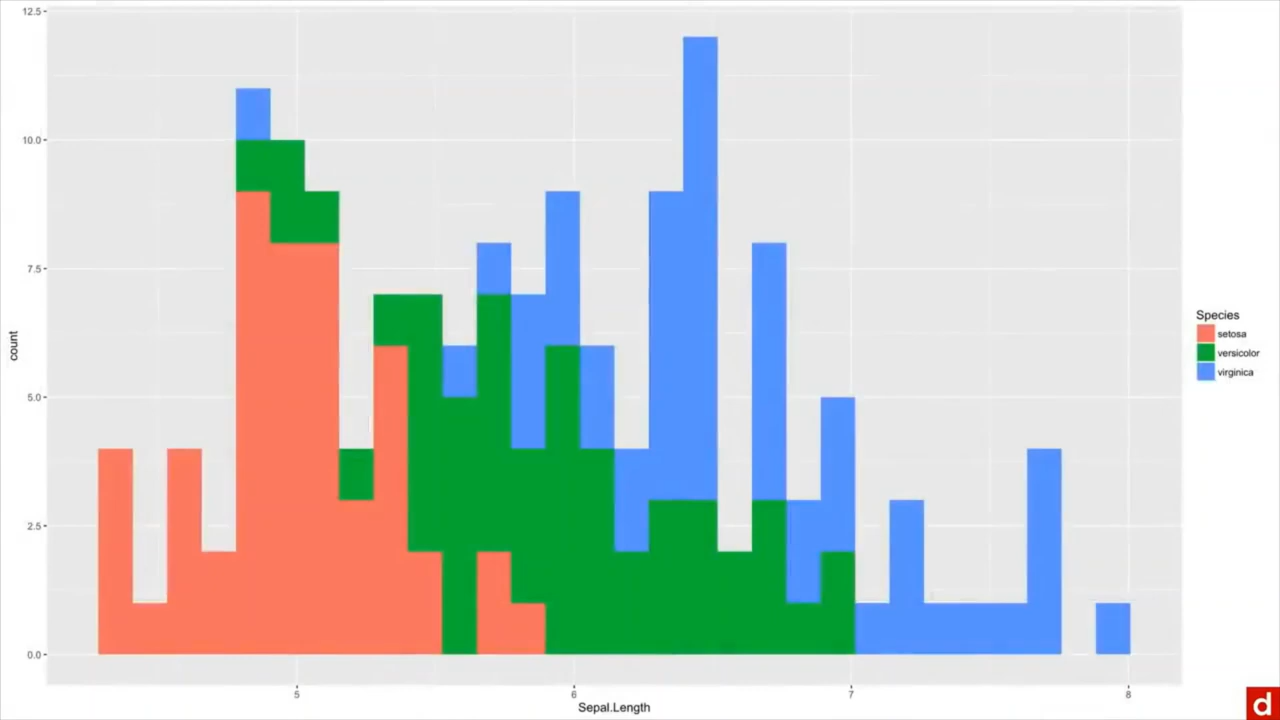 12.5
10.0
7.5
5.0
2.5
0.0
count
5 6 7 8
Sepal.Length
Species
setosa
versicolor
virginica
d